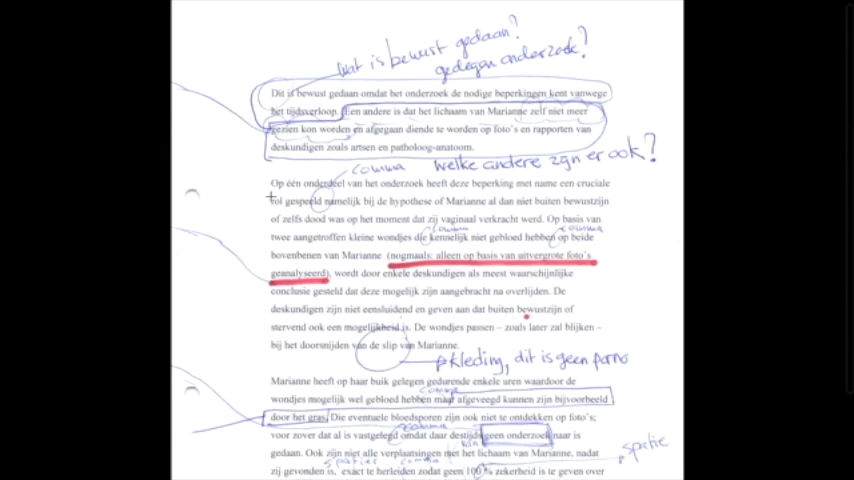 wat is bewust gedaan?
gedegen onderzoek?
Dit is bewust gedaan omdat het onderzoek de nodige beperkingen kent vanwege
het tijdsverloop. Een andere is dat het lichaam van Marianne zelf niet meer
gezien kon worden en afgegaan diende te worden op foto's en rapporten van
deskundigen zoals artsen en patholoog-anatoom.
comma welke andere zijn er ook?
Op één onderdeel van het onderzoek heeft deze beperking met name een cruciale
rol gespeeld namelijk bij de hypothese of Marianne al dan niet buiten bewustzijn
of zelfs dood was op het moment dat zij vaginaal verkracht werd. Op basis van
comma comma
twee aangetroffen kleine wondjes die kennelijk niet gebloed hebben op beide
bovenbenen van Marianne (nogmaals: alleen op basis van uitvergrote foto's
geanalyseerd), wordt door enkele deskundigen als meest waarschijnlijke
conclusie gesteld dat deze mogelijk zijn aangebracht na overlijden. De
deskundigen zijn niet eensluidend en geven aan dat buiten bewustzijn of
stervend ook een mogelijkheid is. De wondjes passen – zoals later zal blijken –
bij het doorsnijden van de slip van Marianne.
kleding, dit is geen porno
Marianne heeft op haar buik gelegen gedurende enkele uren waardoor de
comma
wondjes mogelijk wel gebloed hebben maar afgeveegd kunnen zijn bijvoorbeeld
door het gras. Die eventuele bloedsporen zijn ook niet te ontdekken op foto's;
comma
voor zover dat al is vastgelegd omdat daar destijds geen onderzoek naar is
spatie
gedaan. Ook zijn niet alle verplaatsingen met het lichaam van Marianne, nadat
spaties comma
zij gevonden is, exact te herleiden zodat geen 100 % zekerheid is te geven over